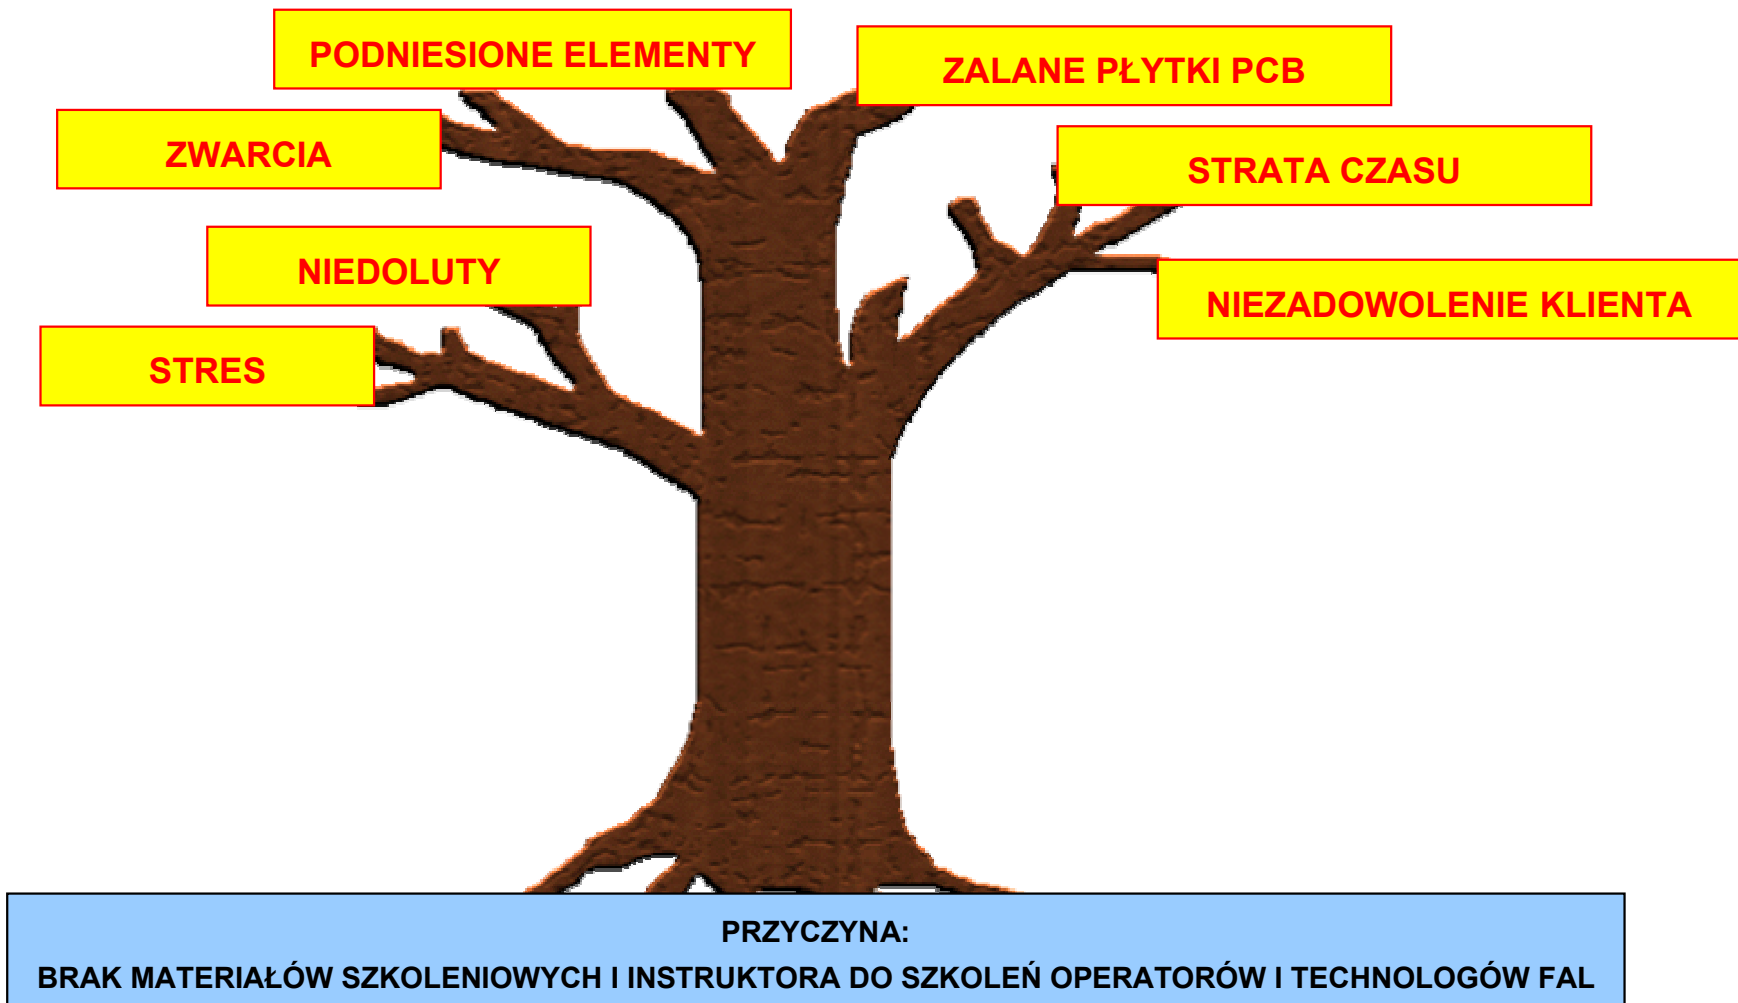 PODNIESIONE ELEMENTY
ZALANE PŁYTKI PCB
ZWARCIA
STRATA CZASU
NIEDOLUTY
NIEZADOWOLENIE KLIENTA
STRES
PRZYCZYNA:
BRAK MATERIAŁÓW SZKOLENIOWYCH I INSTRUKTORA DO SZKOLEŃ OPERATORÓW I TECHNOLOGÓW FAL